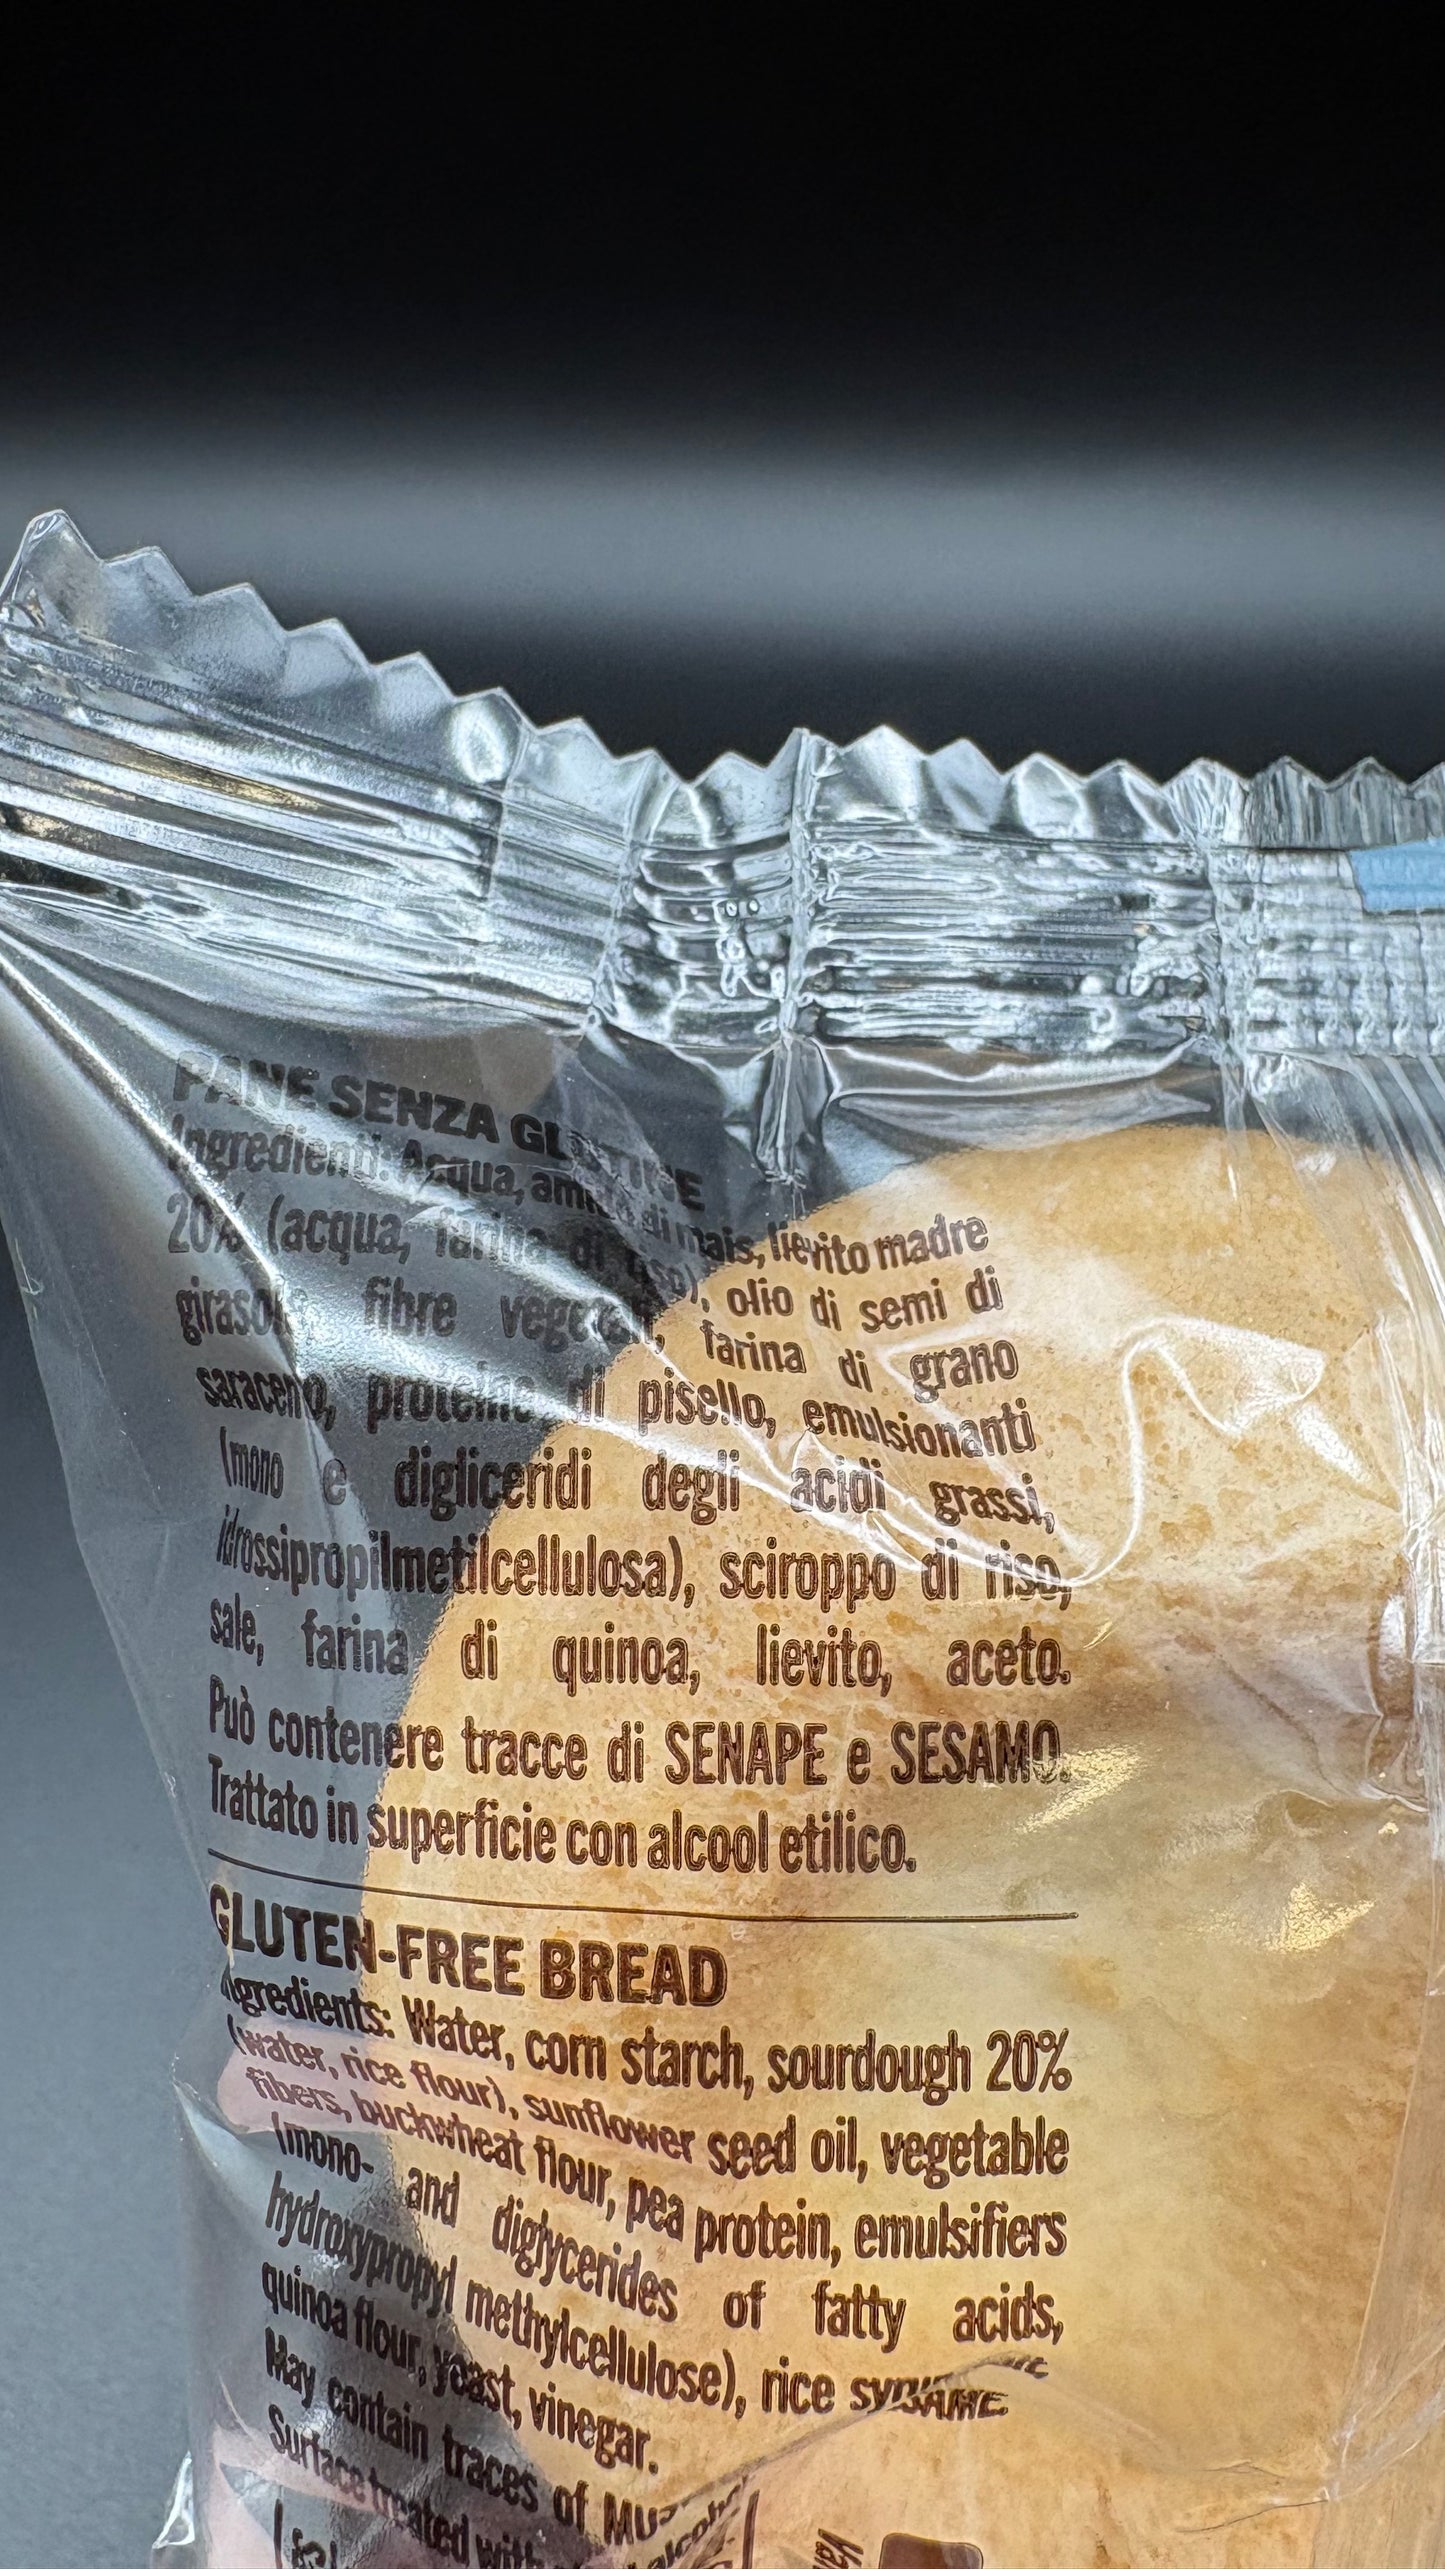 PANE SENZA GLUTINE
Ingredienti: Acqua, amido di mais, lievito madre
20% (acqua, farina di riso), olio di semi di
girasole, fibre vegetali, farina di grano
saraceno, proteine di pisello, emulsionanti
(mono e digliceridi degli acidi grassi,
idrossipropilmetilcellulosa), sciroppo di riso,
sale, farina di quinoa, lievito, aceto.
Può contenere tracce di SENAPE e SESAMO.
Trattato in superficie con alcool etilico.
GLUTEN-FREE BREAD
Ingredients: Water, corn starch, sourdough 20%
(water, rice flour), sunflower seed oil, vegetable
fibers, buckwheat flour, pea protein, emulsifiers
(mono- and diglycerides of fatty acids,
hydroxypropyl methylcellulose), rice
quinoa flour, yeast, vinegar.
May contain traces of
Surface treated with